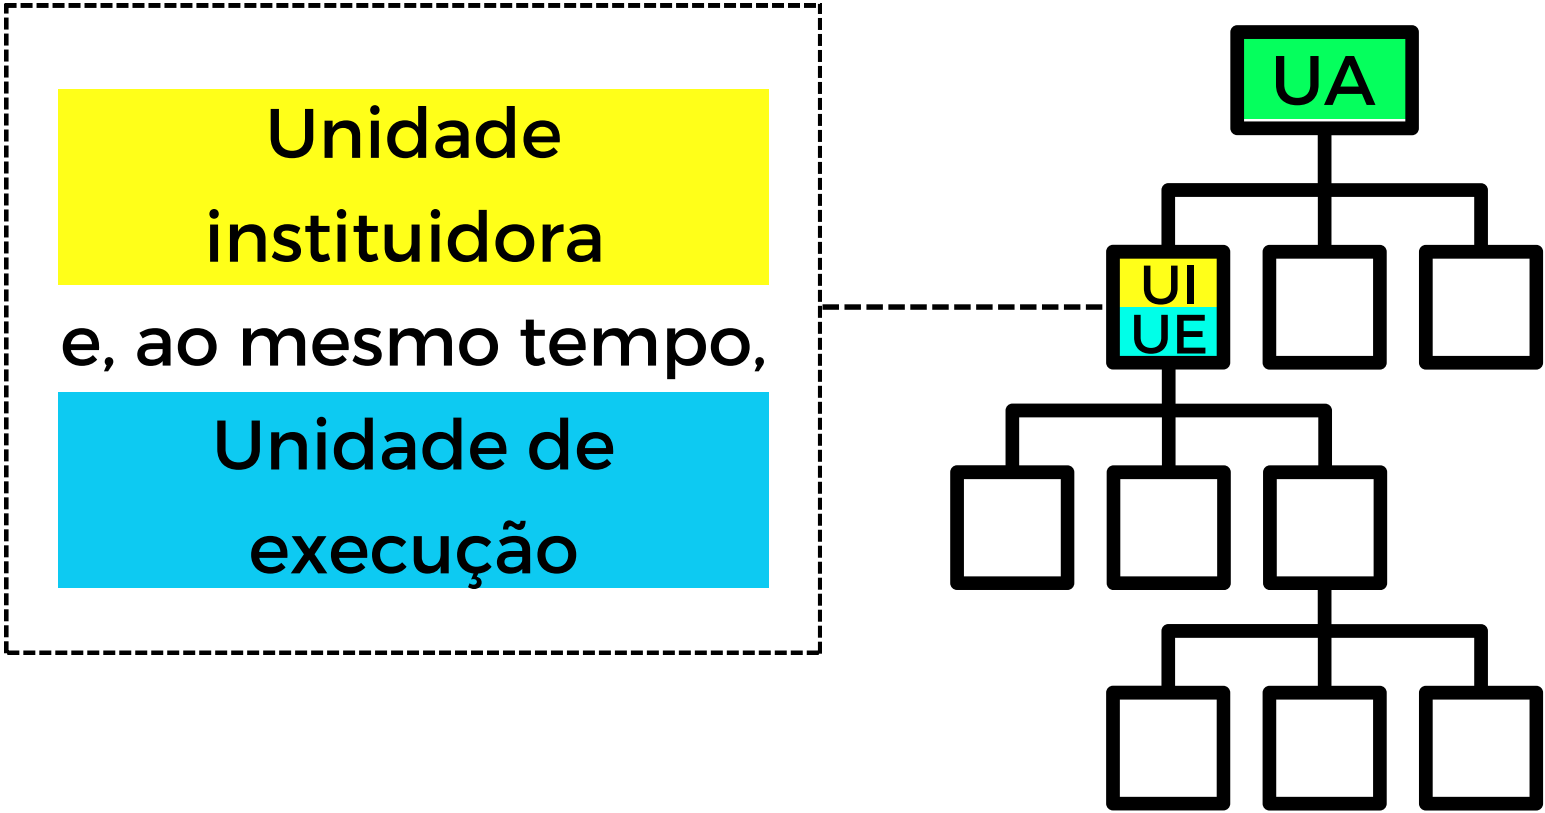 Unidade
instituidora
e, ao mesmo tempo,
Unidade de
execução
UA
UI
UE